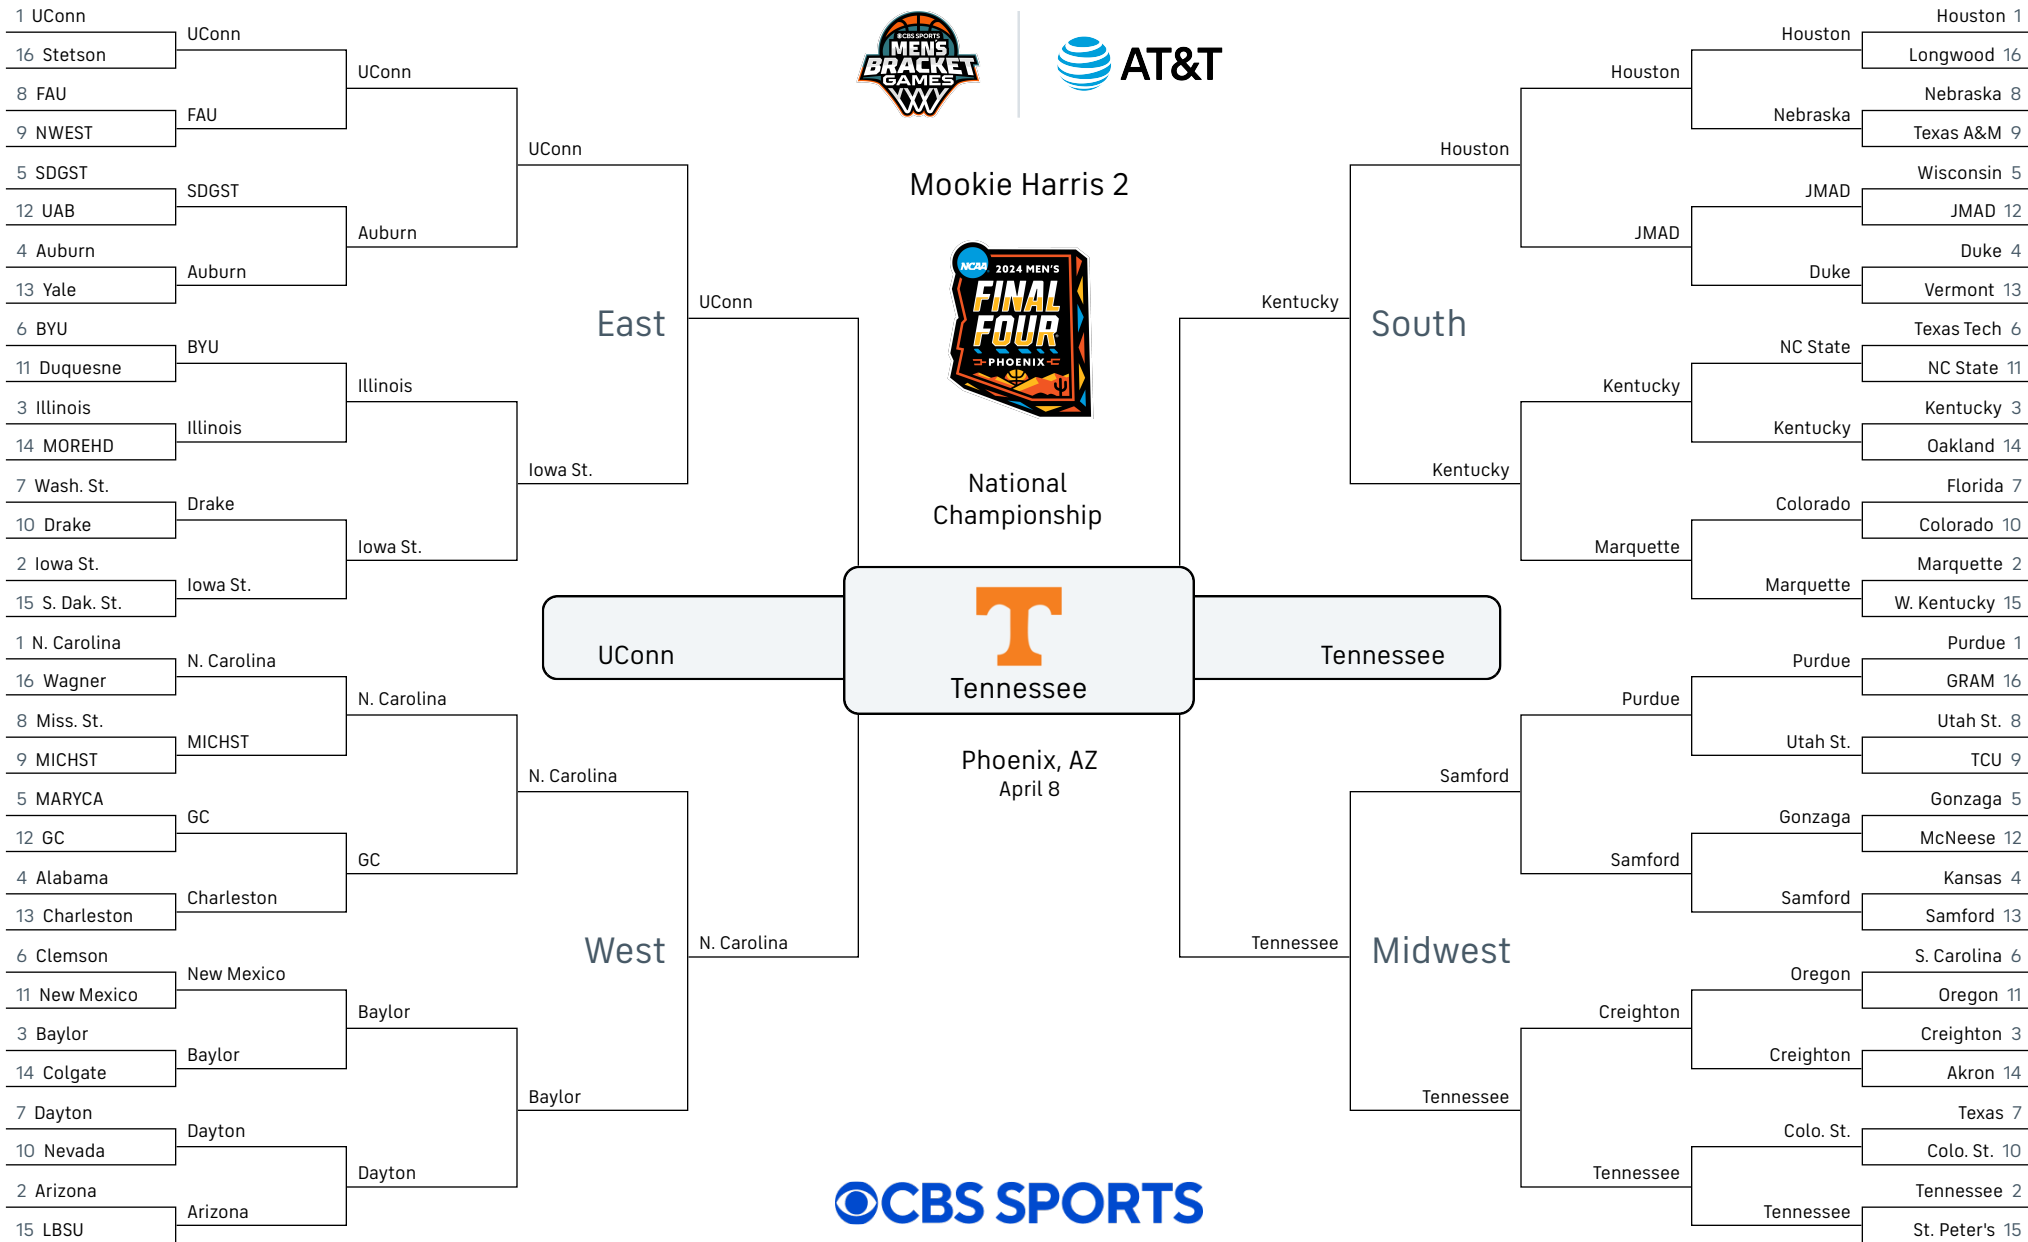 1 UConn
16 Stetson
8 FAU
9 NWEST
5 SDGST
12 UAB
4 Auburn
13 Yale
6 BYU
11 Duquesne
3 Illinois
14 MOREHD
7 Wash. St.
10 Drake
2 Iowa St.
15 S. Dak. St.
1 N. Carolina
16 Wagner
8 Miss. St.
9 MICHST
5 MARYCA
12 GC
4 Alabama
13 Charleston
6 Clemson
11 New Mexico
3 Baylor
14 Colgate
7 Dayton
10 Nevada
2 Arizona
15 LBSU
UConn
FAU
SDGST
Auburn
BYU
Illinois
Drake
Iowa St.
N. Carolina
MICHST
GC
Charleston
New Mexico
Baylor
Dayton
Arizona
UConn
Auburn
Illinois
Iowa St.
N. Carolina
GC
Baylor
Dayton
UConn
Iowa St.
N. Carolina
Baylor
East
West
UConn
N. Carolina
CBS SPORTS
MEN'S
BRACKET
GAMES
AT&T
Mookie Harris 2
NCAA
2024 MEN'S
FINAL
FOUR
PHOENIX
National
Championship
UConn
Tennessee
Tennessee
Phoenix, AZ
April 8
CBS SPORTS
Kentucky
Tennessee
South
Midwest
Houston
Kentucky
Samford
Tennessee
Houston
JMAD
Kentucky
Marquette
Purdue
Samford
Creighton
Tennessee
Houston
Nebraska
JMAD
Duke
NC State
Kentucky
Colorado
Marquette
Purdue
Utah St.
Gonzaga
Samford
Oregon
Creighton
Colo. St.
Tennessee
Houston 1
Longwood 16
Nebraska 8
Texas A&M 9
Wisconsin 5
JMAD 12
Duke 4
Vermont 13
Texas Tech 6
NC State 11
Kentucky 3
Oakland 14
Florida 7
Colorado 10
Marquette 2
W. Kentucky 15
Purdue 1
GRAM 16
Utah St. 8
TCU 9
Gonzaga 5
McNeese 12
Kansas 4
Samford 13
S. Carolina 6
Oregon 11
Creighton 3
Akron 14
Texas 7
Colo. St. 10
Tennessee 2
St. Peter's 15